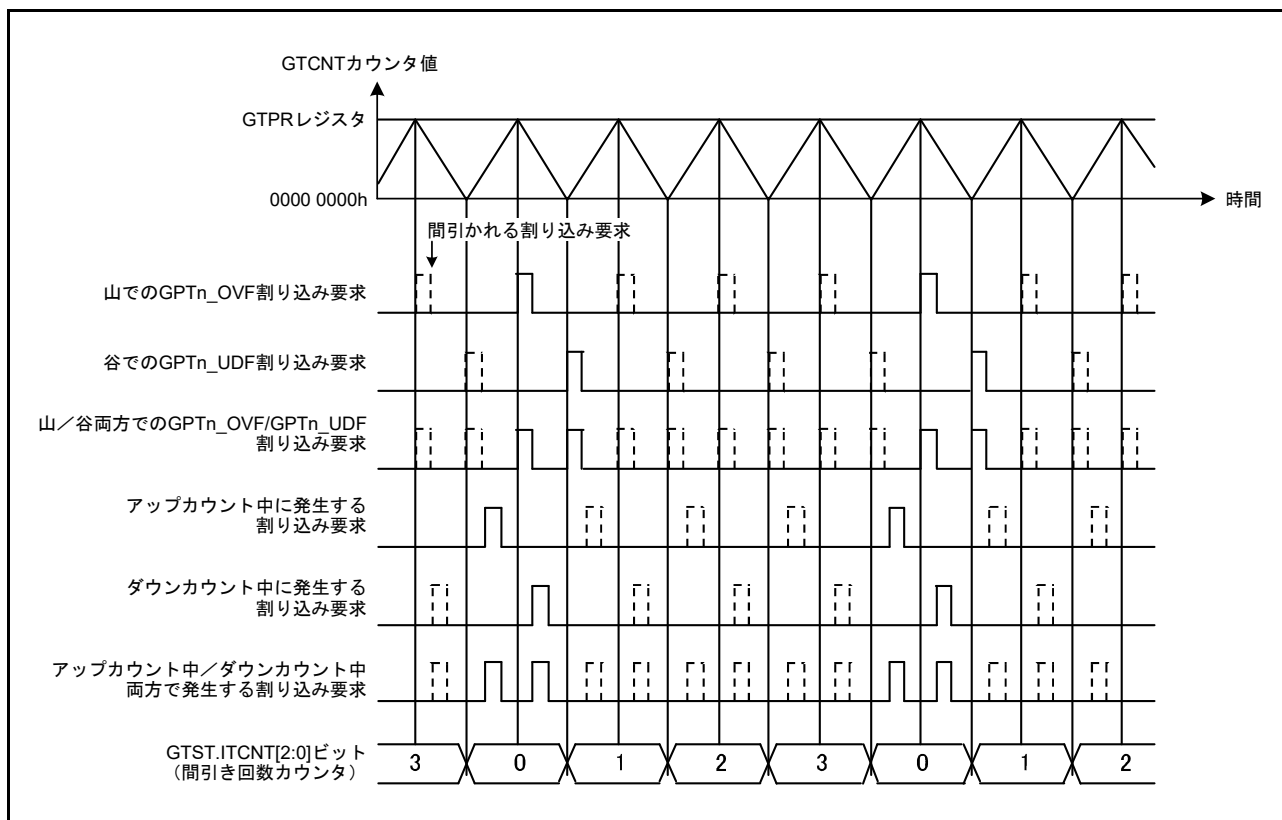 GTCNTカウンタ値
GTPRレジスタ
0000 0000h
時間
間引かれる割り込み要求
山でのGPTn_OVF割り込み要求
谷でのGPTn_UDF割り込み要求
山／谷両方でのGPTn_OVF/GPTn_UDF
割り込み要求
アップカウント中に発生する
割り込み要求
ダウンカウント中に発生する
割り込み要求
アップカウント中／ダウンカウント中
両方で発生する割り込み要求
GTST.ITCNT[2:0]ビット
（間引き回数カウンタ）
3 0 1 2 3 0 1 2